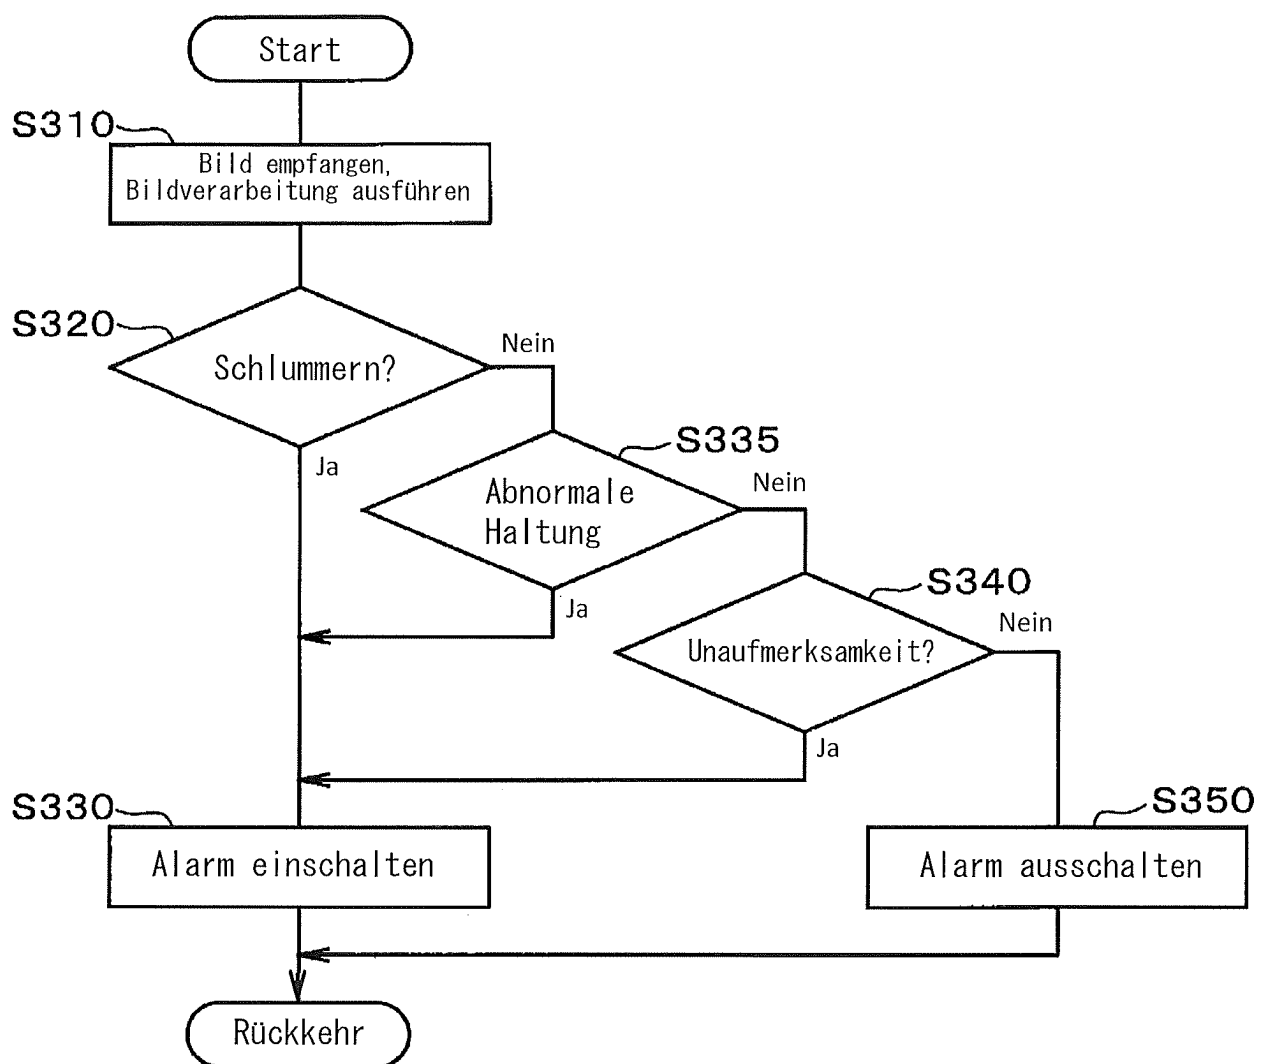 Start
S310
Bild empfangen,
Bildverarbeitung ausführen
S320
Schlummern?
Nein
Ja
S335
Abnormale
Haltung
Nein
Ja
S340
Unaufmerksamkeit?
Nein
Ja
S330
Alarm einschalten
S350
Alarm ausschalten
Rückkehr